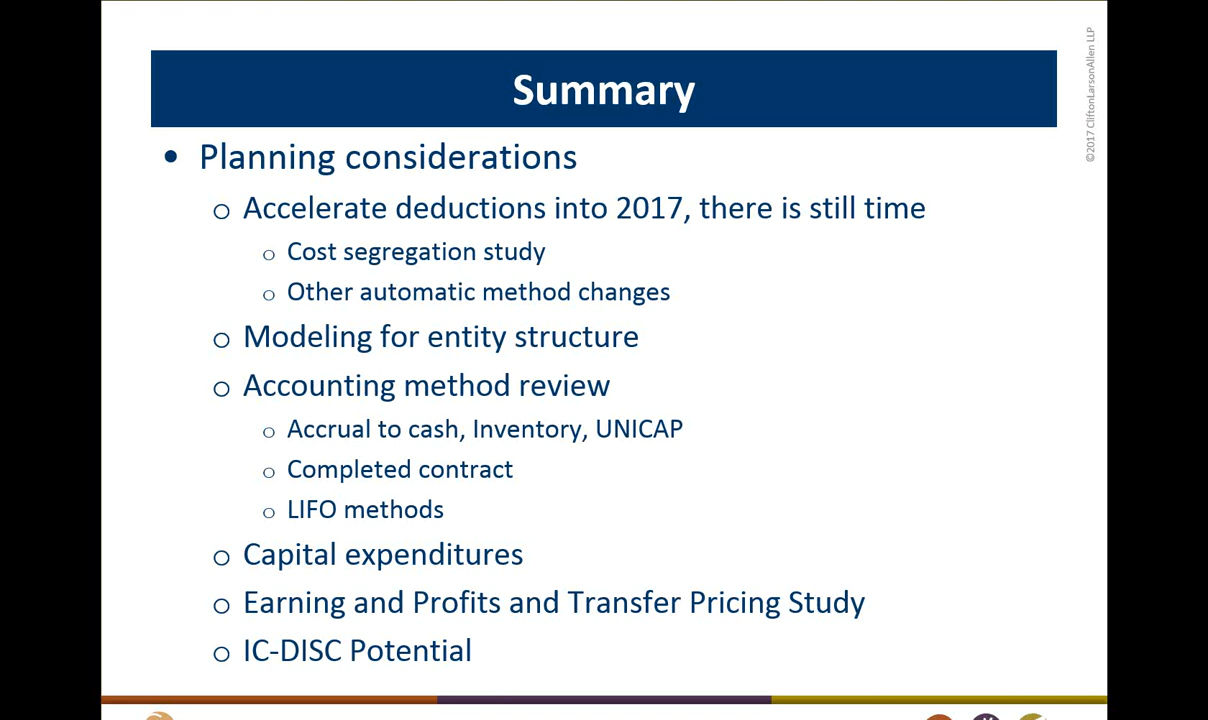 Summary
©2017 CliftonLarsonAllen LLP
• Planning considerations
o Accelerate deductions into 2017, there is still time
o Cost segregation study
o Other automatic method changes
o Modeling for entity structure
o Accounting method review
o Accrual to cash, Inventory, UNICAP
o Completed contract
o LIFO methods
o Capital expenditures
o Earning and Profits and Transfer Pricing Study
o IC-DISC Potential